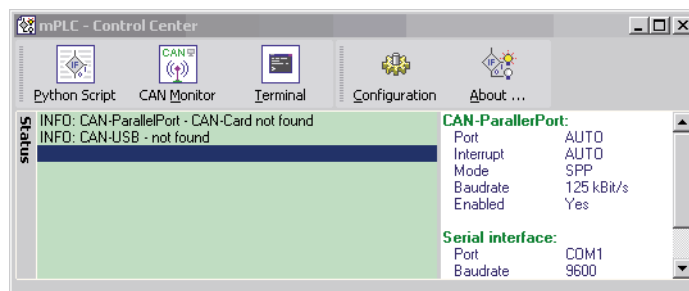 mPLC - Control Center
CAN
Python Script CAN Monitor Terminal Configuration About ...
Status
INFO: CAN-ParallelPort - CAN-Card not found
INFO: CAN-USB - not found
CAN-ParallerPort:
Port AUTO
Interrupt AUTO
Mode SPP
Baudrate 125 kBit/s
Enabled Yes
Serial interface:
Port COM1
Baudrate 9600